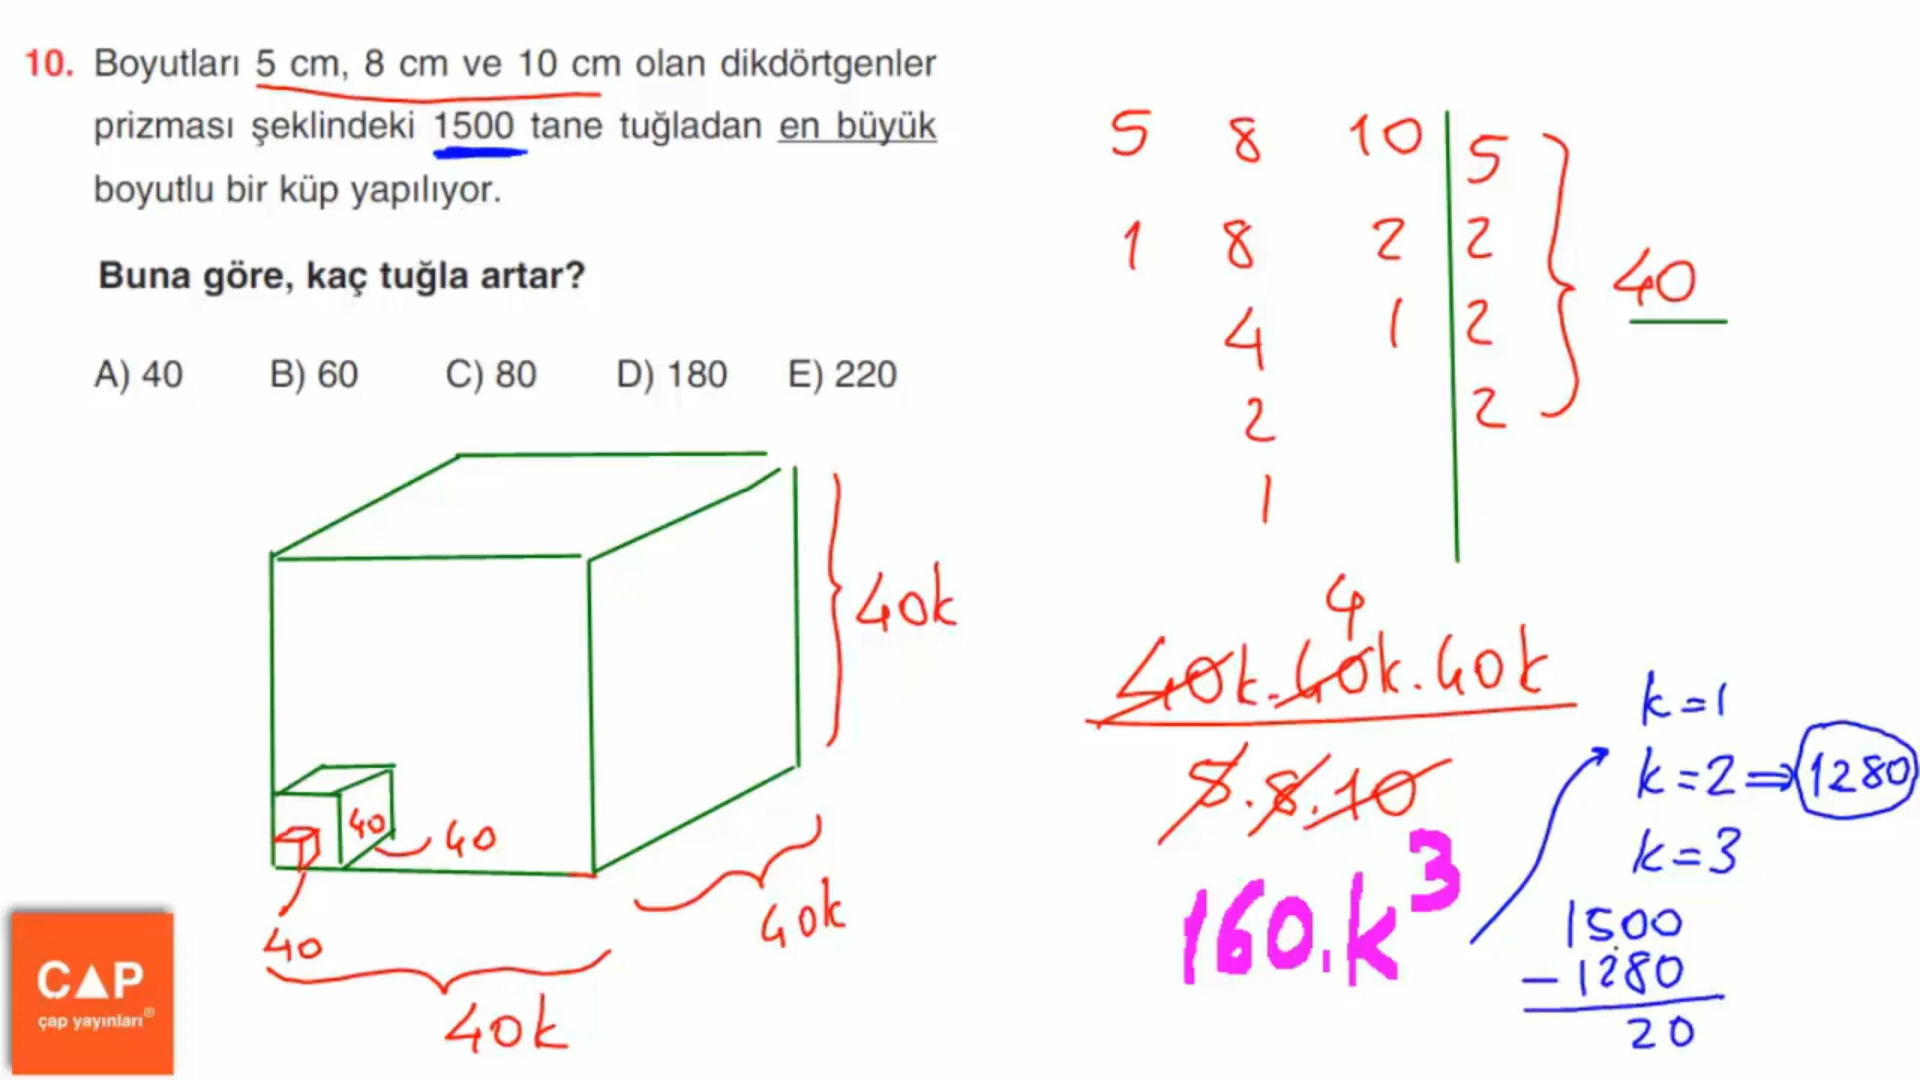 10. Boyutları 5 cm, 8 cm ve 10 cm olan dikdörtgenler
prizması şeklindeki 1500 tane tuğladan en büyük
boyutlu bir küp yapılıyor.
Buna göre, kaç tuğla artar?
A) 40 B) 60 C) 80 D) 180 E) 220
40k
40
40
40
40k
40k
5 8 10 5
1 8 2 2
4 1 2
2 2
1
40
4
40k.40k.40k
5.8.10
160.k³
k=1
k=2⇒1280
k=3
1500
-1280
20
CAP
çap yayınları®